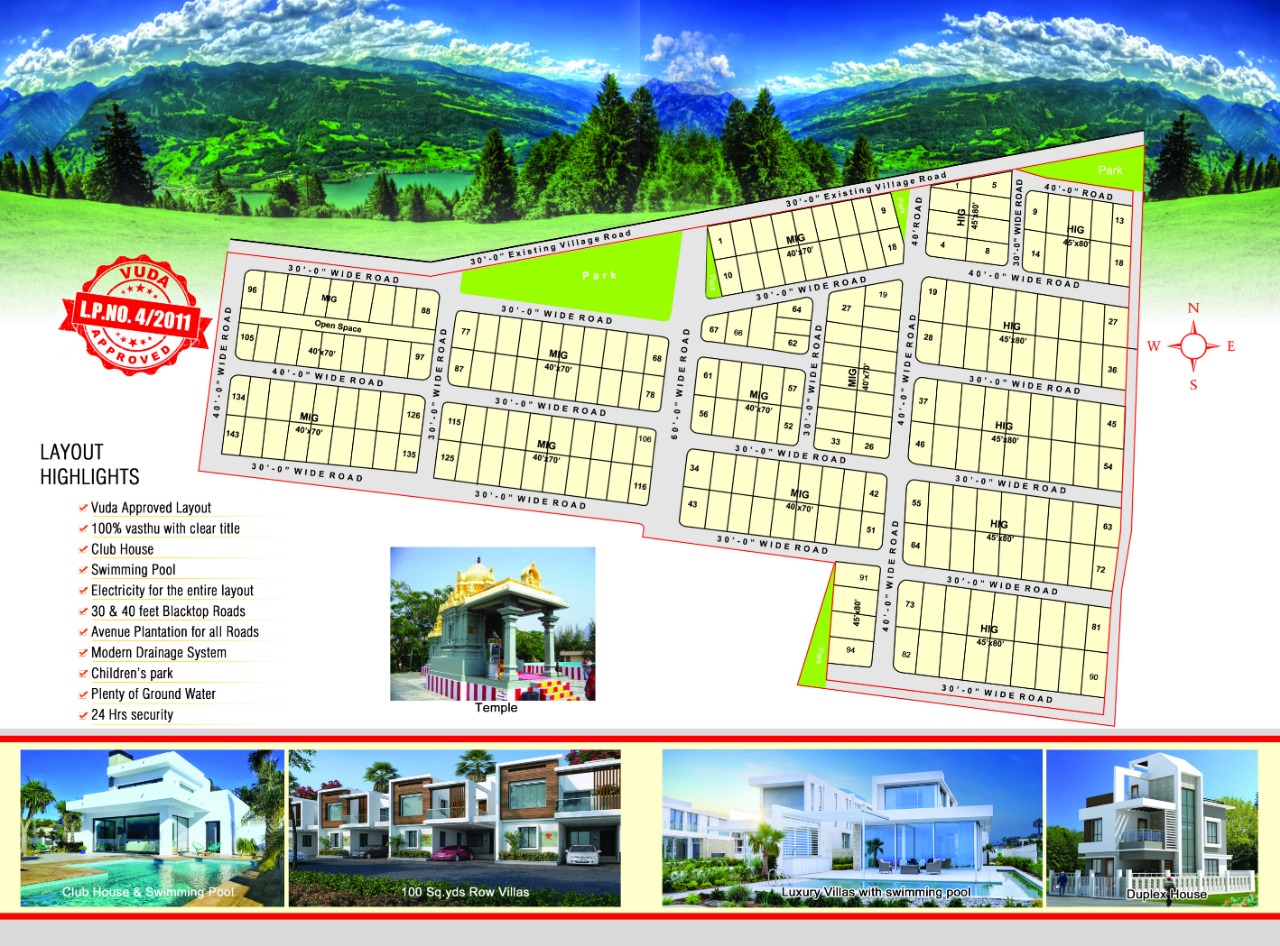 VUDA
L.P.NO. 4/2011
APPROVED
LAYOUT
HIGHLIGHTS
Vuda Approved Layout
100% vasthu with clear title
Club House
Swimming Pool
Electricity for the entire layout
30 & 40 feet Blacktop Roads
Avenue Plantation for all Roads
Modern Drainage System
Children's park
Plenty of Ground Water
24 Hrs security
30'-0" Existing Village Road
30'-0" Existing Village Road
Park
Park
Park
Park
Park
N
W E
S
40'-0" WIDE ROAD
30'-0" WIDE ROAD
96
MIG
88
Open Space
105
40'x70'
97
40'-0" WIDE ROAD
134
MIG
40'x70'
126
143
135
30'-0" WIDE ROAD
30'-0" WIDE ROAD
30'-0" WIDE ROAD
77
MIG
40'x70'
68
87
78
30'-0" WIDE ROAD
115
MIG
40'x70'
106
125
116
30'-0" WIDE ROAD
60'-0" WIDE ROAD
1
MIG
40'x70'
9
10
18
30'-0" WIDE ROAD
67
66
64
62
61
MIG
40'x70'
57
56
52
30'-0" WIDE ROAD
27
19
MIG
40'x70'
33
26
30'-0" WIDE ROAD
34
MIG
40'x70'
42
43
51
30'-0" WIDE ROAD
40'ROAD
1
5
HIG
45'x80'
4
8
30'-0" WIDE ROAD
40'-0" ROAD
9
HIG
45'x80'
13
14
18
40'-0" WIDE ROAD
40'-0" WIDE ROAD
19
HIG
45'x80'
27
28
36
30'-0" WIDE ROAD
37
HIG
45'x80'
45
46
54
30'-0" WIDE ROAD
55
HIG
45'x80'
63
64
72
30'-0" WIDE ROAD
40'-0" WIDE ROAD
91
45'x80'
94
73
HIG
45'x80'
81
82
90
30'-0" WIDE ROAD
Temple
Club House & Swimming Pool
100 Sq.yds Row Villas
Luxury Villas with swimming pool
Duplex House